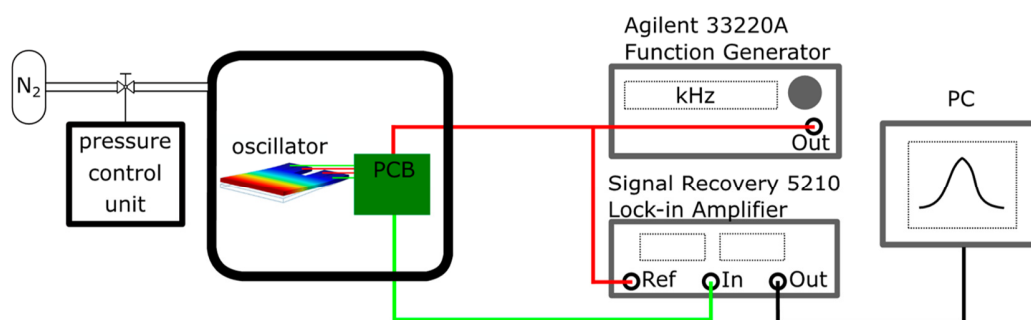 N2
pressure
control
unit
oscillator
PCB
Agilent 33220A
Function Generator
kHz
Out
Signal Recovery 5210
Lock-in Amplifier
Ref
In
Out
PC